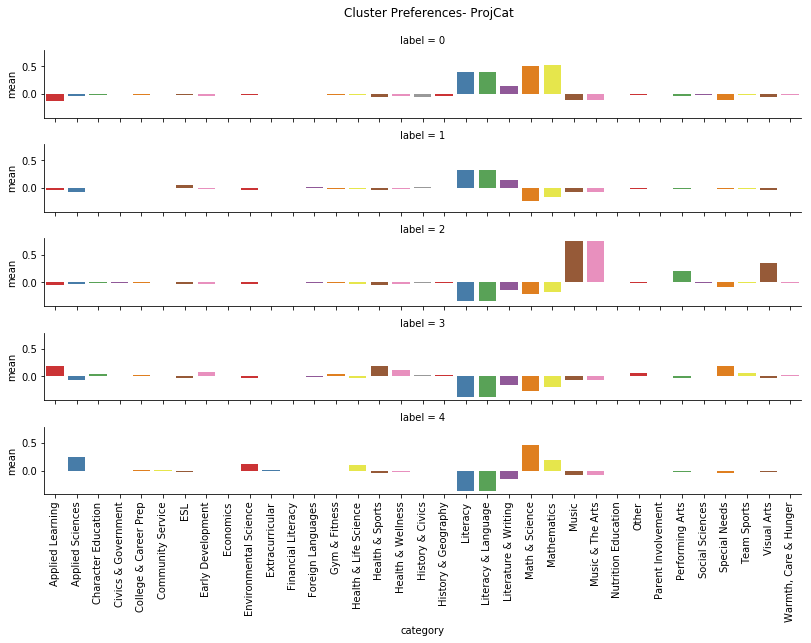 Cluster Preferences- ProjCat
label = 0
mean
0.5
0.0
label = 1
mean
0.5
0.0
label = 2
mean
0.5
0.0
label = 3
mean
0.5
0.0
label = 4
mean
0.5
0.0
Applied Learning
Applied Sciences
Character Education
Civics & Government
College & Career Prep
Community Service
ESL
Early Development
Economics
Environmental Science
Extracurricular
Financial Literacy
Foreign Languages
Gym & Fitness
Health & Life Science
Health & Sports
Health & Wellness
History & Civics
History & Geography
Literacy
Literacy & Language
Literature & Writing
Math & Science
Mathematics
Music
Music & The Arts
Nutrition Education
Other
Parent Involvement
Performing Arts
Social Sciences
Special Needs
Team Sports
Visual Arts
Warmth, Care & Hunger
category